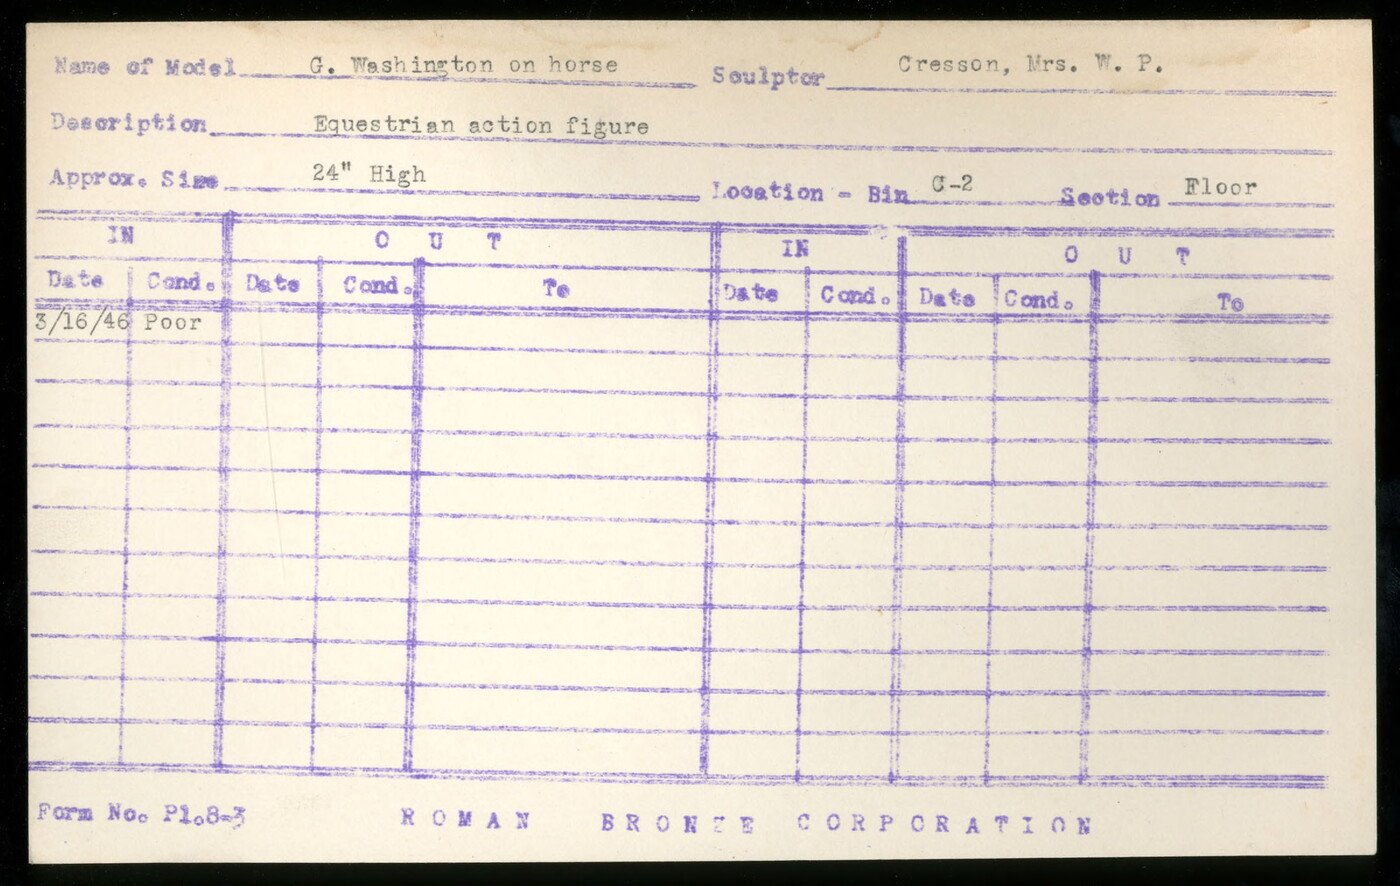 Name of Model G. Washington on horse Sculptor Cresson, Mrs. W. P.
Description Equestrian action figure
Approx. Size 24" High Location - Bin C-2 Section Floor
IN O U T IN O U T
Date Cond. Date Cond. To Date Cond. Date Cond. To
3/16/46 Poor
Form No. Pl.8-3 ROMAN BRONZE CORPORATION